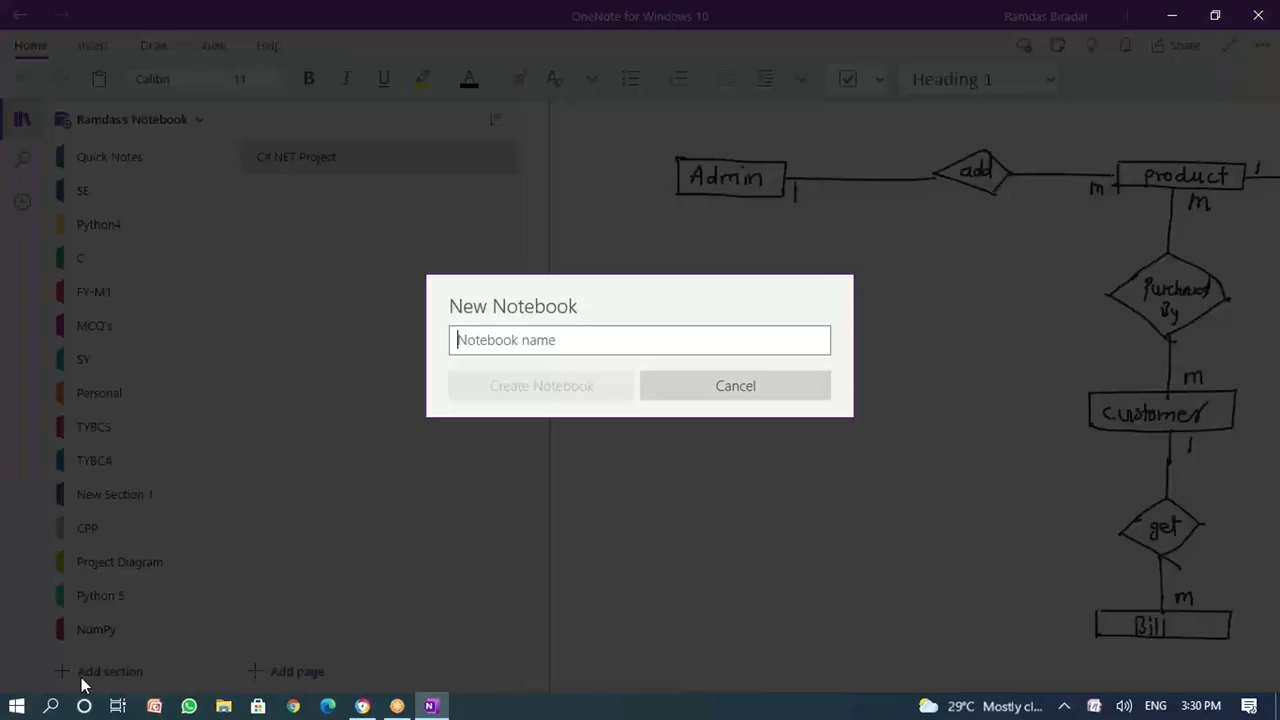 OneNote for Windows 10
Ramdas Biradar
Home Insert Draw View Help
Share
Calibri 11 B I U A Heading 1
Ramdas's Notebook
Quick Notes
SE
Python4
C
FY-M1
MCQ's
SY
Personal
TYBCS
TYBC#
New Section 1
CPP
Project Diagram
Python 5
NumPy
Add section
C# NET Project
Add page
New Notebook
Notebook name
Create Notebook
Cancel
Admin 1 add m product 1
m
Purchased
By
m
Customer
1
get
m
Bill
29°C Mostly cl... ENG 3:30 PM